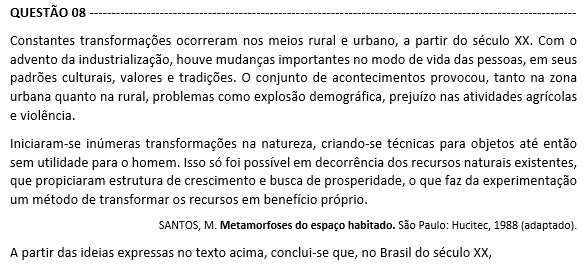 QUESTÃO 08 ----------------------------------------------------------------------------------------------------
Constantes transformações ocorreram nos meios rural e urbano, a partir do século XX. Com o
advento da industrialização, houve mudanças importantes no modo de vida das pessoas, em seus
padrões culturais, valores e tradições. O conjunto de acontecimentos provocou, tanto na zona
urbana quanto na rural, problemas como explosão demográfica, prejuízo nas atividades agrícolas
e violência.
Iniciaram-se inúmeras transformações na natureza, criando-se técnicas para objetos até então
sem utilidade para o homem. Isso só foi possível em decorrência dos recursos naturais existentes,
que propiciaram estrutura de crescimento e busca de prosperidade, o que faz da experimentação
um método de transformar os recursos em benefício próprio.
SANTOS, M. Metamorfoses do espaço habitado. São Paulo: Hucitec, 1988 (adaptado).
A partir das ideias expressas no texto acima, conclui-se que, no Brasil do século XX,